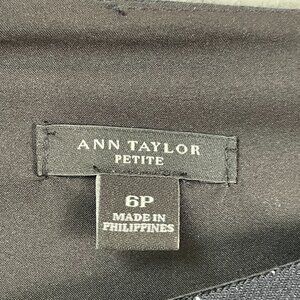 ANN TAYLOR
PETITE
6P
MADE IN
PHILIPPINES